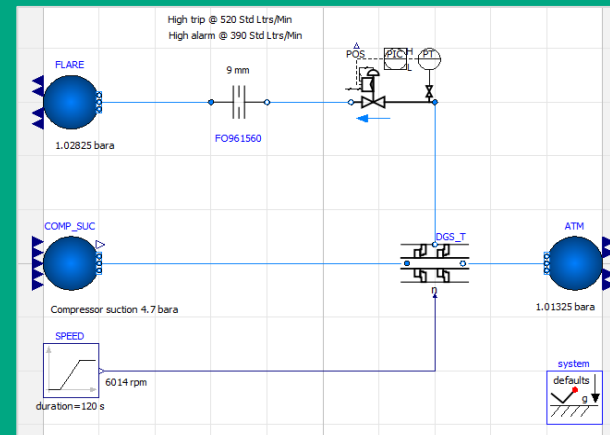 High trip @ 520 Std Ltrs/Min
High alarm @ 390 Std Ltrs/Min
POS
PIC
H
L
PT
FLARE
9 mm
FO961560
1.02825 bara
COMP_SUC
DGS_T
ATM
n
Compressor suction 4.7 bara
1.01325 bara
SPEED
6014 rpm
duration=120 s
system
defaults
g